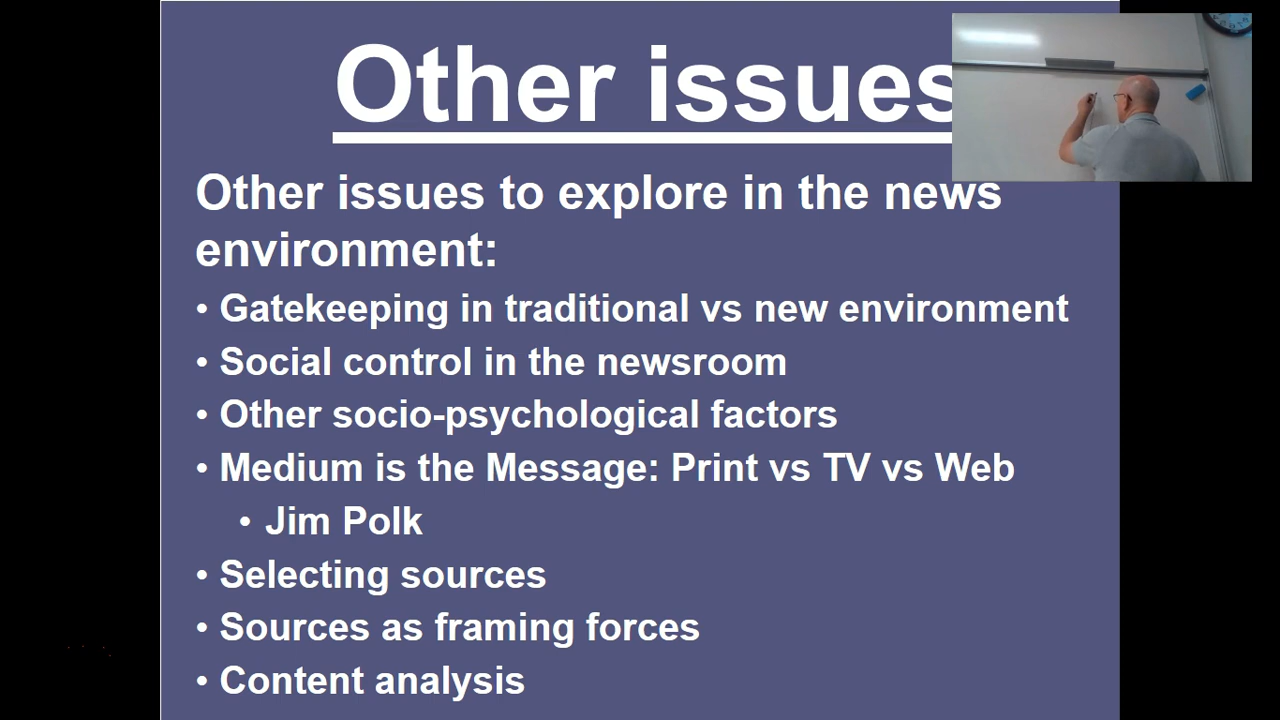 Other issues
Other issues to explore in the news
environment:
• Gatekeeping in traditional vs new environment
• Social control in the newsroom
• Other socio-psychological factors
• Medium is the Message: Print vs TV vs Web
• Jim Polk
• Selecting sources
• Sources as framing forces
• Content analysis